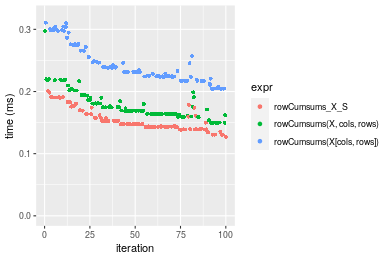 0.3
0.2
0.1
0.0
time (ms)
0
25
50
75
100
iteration
expr
rowCumsums_X_S
rowCumsums(X, cols, rows)
rowCumsums(X[cols, rows])